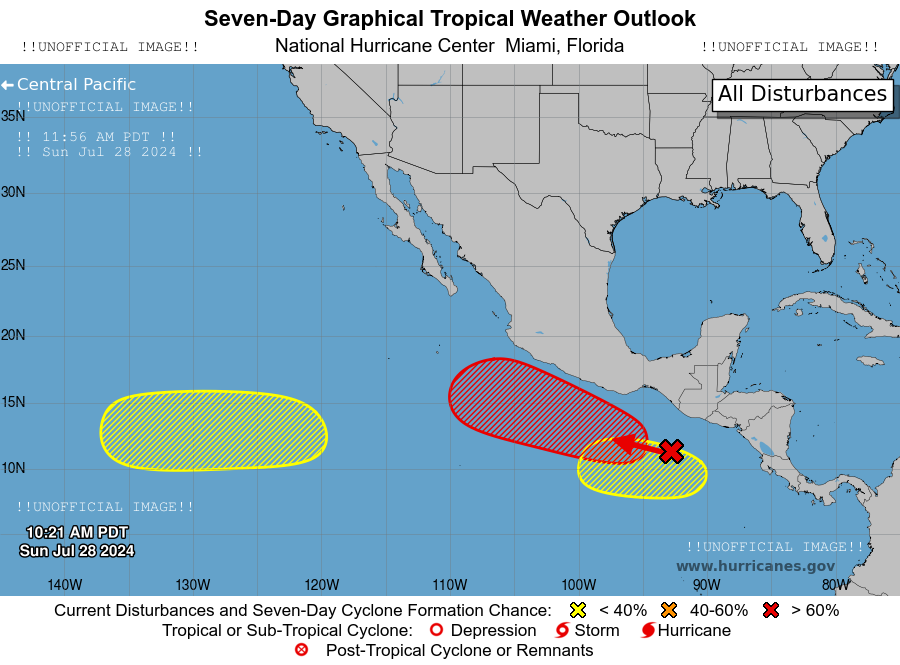 Seven-Day Graphical Tropical Weather Outlook
!!UNOFFICIAL IMAGE!! National Hurricane Center Miami, Florida !!UNOFFICIAL IMAGE!!
Central Pacific
All Disturbances
!!UNOFFICIAL IMAGE!!
35N
!! 11:56 AM PDT !!
!! Sun Jul 28 2024 !!
30N
25N
20N
15N
10N
!!UNOFFICIAL IMAGE!!
10:21 AM PDT
Sun Jul 28 2024
!!UNOFFICIAL IMAGE!!
www.hurricanes.gov
140W 130W 120W 110W 100W 90W 80W
Current Disturbances and Seven-Day Cyclone Formation Chance: < 40% 40-60% > 60%
Tropical or Sub-Tropical Cyclone: Depression Storm Hurricane
Post-Tropical Cyclone or Remnants